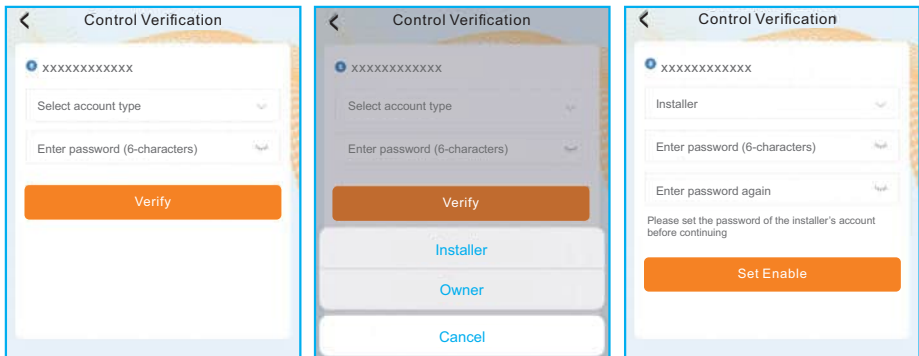 Control Verification
xxxxxxxxxxxx
Select account type
Enter password (6-characters)
Verify
Control Verification
xxxxxxxxxxxx
Select account type
Enter password (6-characters)
Verify
Installer
Owner
Cancel
Control Verification
xxxxxxxxxxxx
Installer
Enter password (6-characters)
Enter password again
Please set the password of the installer's account
before continuing
Set Enable